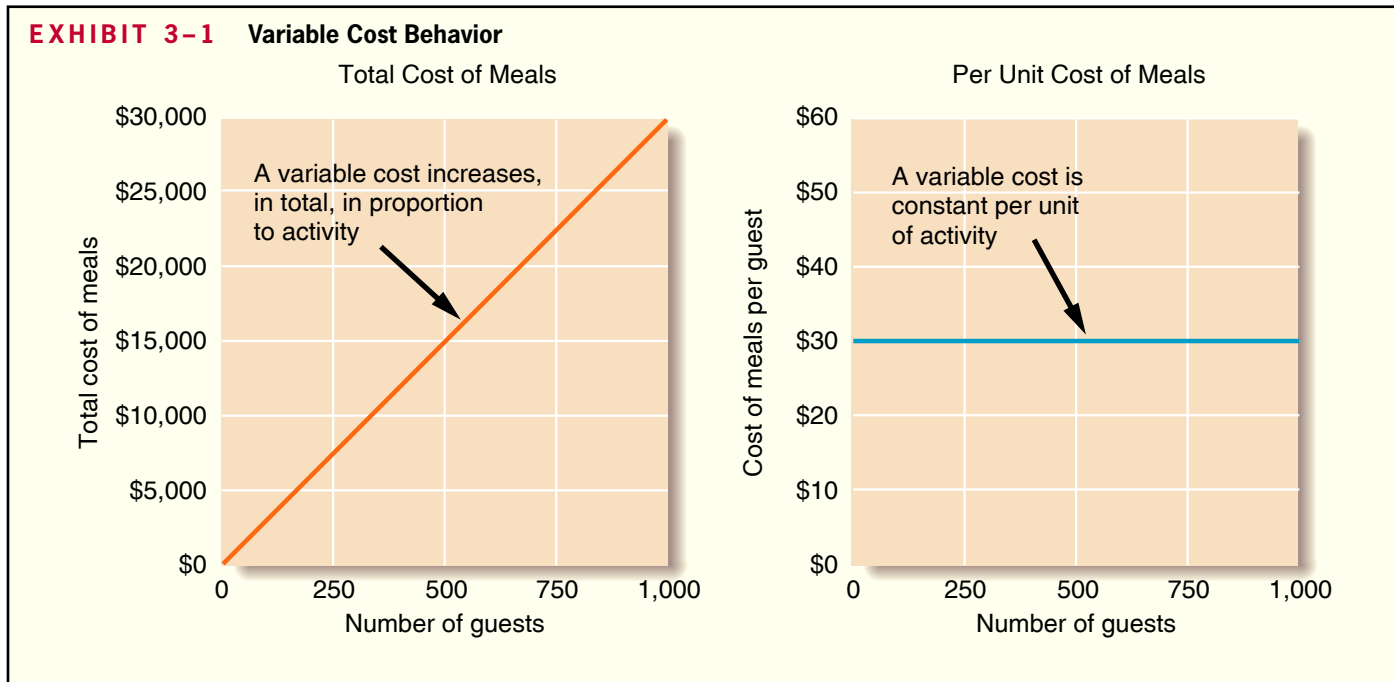 EXHIBIT 3–1 Variable Cost Behavior
Total Cost of Meals
$30,000
$25,000
$20,000
$15,000
$10,000
$5,000
$0
Total cost of meals
A variable cost increases,
in total, in proportion
to activity
0 250 500 750 1,000
Number of guests
Per Unit Cost of Meals
$60
$50
$40
$30
$20
$10
$0
Cost of meals per guest
A variable cost is
constant per unit
of activity
0 250 500 750 1,000
Number of guests